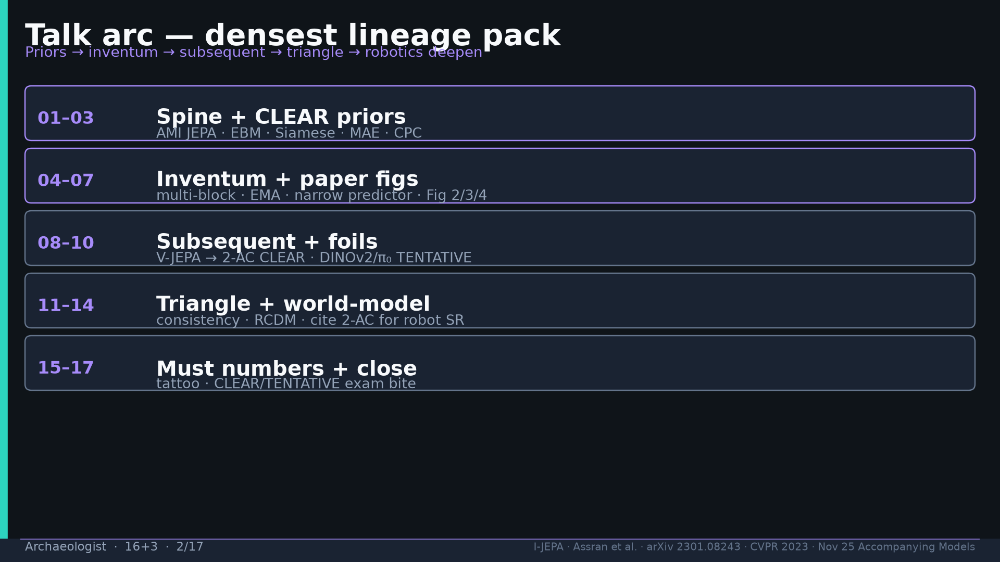 Talk arc — densest lineage pack
Priors → inventum → subsequent → triangle → robotics deepen
01–03
Spine + CLEAR priors
AMI JEPA · EBM · Siamese · MAE · CPC
04–07
Inventum + paper figs
multi-block · EMA · narrow predictor · Fig 2/3/4
08–10
Subsequent + foils
V-JEPA → 2-AC CLEAR · DINOv2/π₀ TENTATIVE
11–14
Triangle + world-model
consistency · RCDM · cite 2-AC for robot SR
15–17
Must numbers + close
tattoo · CLEAR/TENTATIVE exam bite
Archaeologist · 16+3 · 2/17
I-JEPA · Assran et al. · arXiv 2301.08243 · CVPR 2023 · Nov 25 Accompanying Models